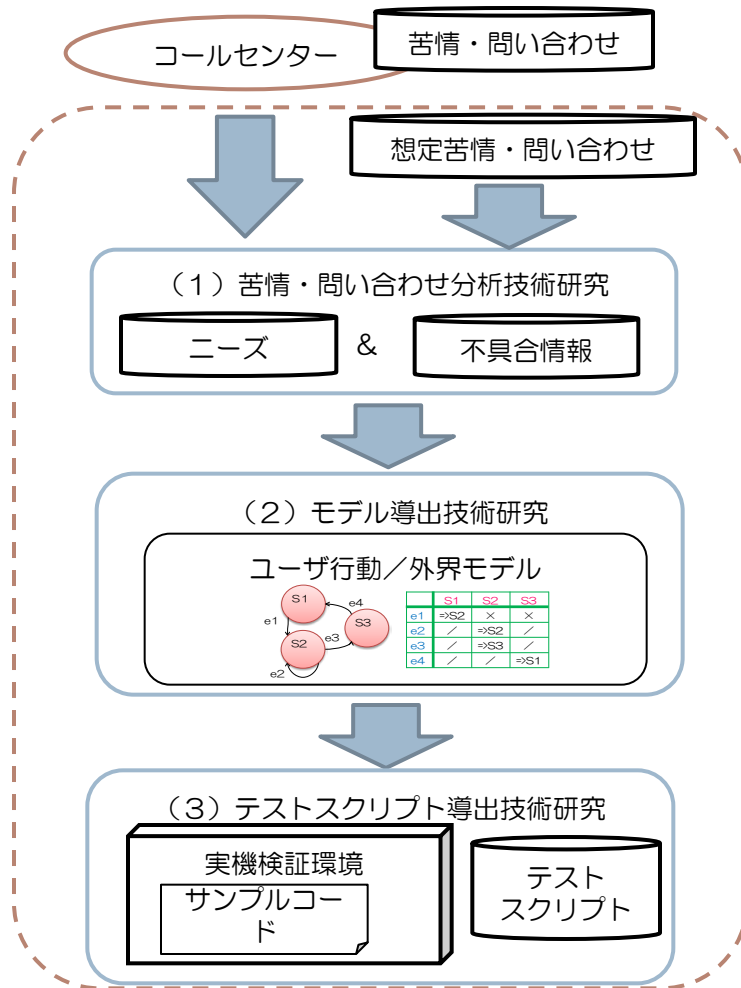 コールセンター
苦情・問い合わせ
想定苦情・問い合わせ
（１）苦情・問い合わせ分析技術研究
ニーズ
&
不具合情報
（２）モデル導出技術研究
ユーザ行動／外界モデル
S1
e4
e1
S3
S2
e3
e2
S1 S2 S3
e1 =>S2 × ×
e2 ／ =>S2 ／
e3 ／ =>S3 ／
e4 ／ ／ =>S1
（３）テストスクリプト導出技術研究
実機検証環境
サンプルコー
ド
テスト
スクリプト